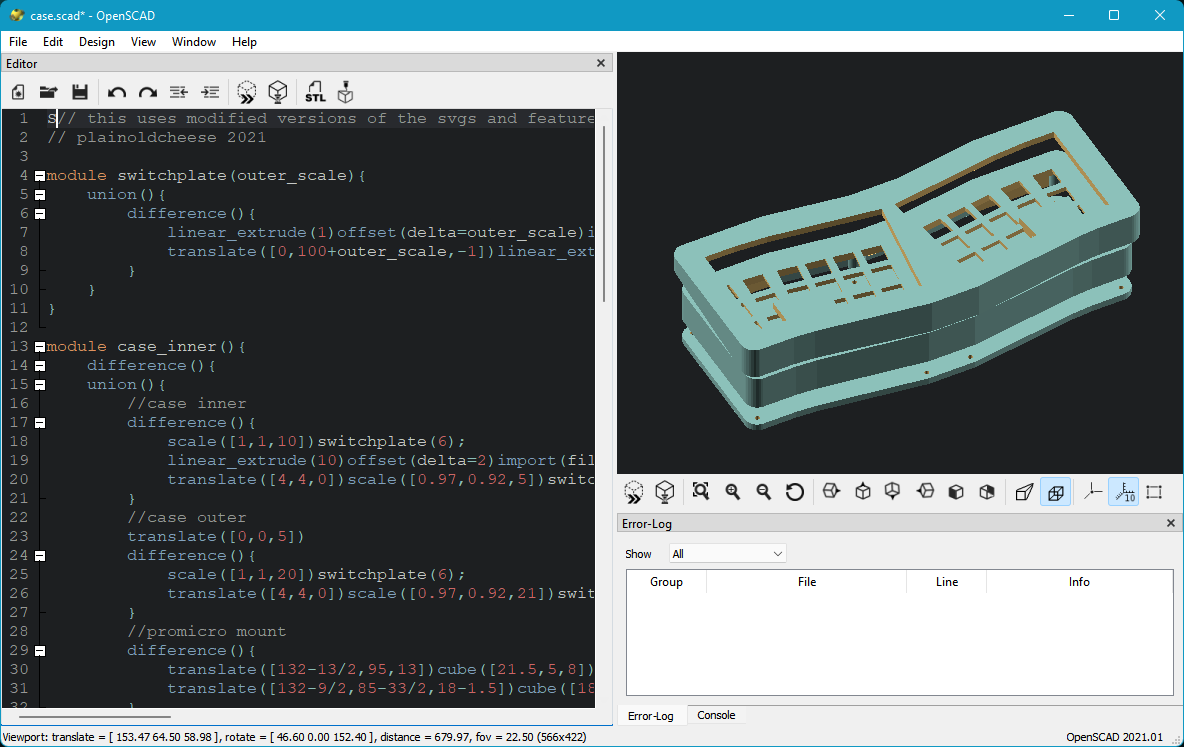 case.scad* - OpenSCAD
File Edit Design View Window Help
Editor
STL
1 S// this uses modified versions of the svgs and feature
2 // plainoldcheese 2021
3
4 module switchplate(outer_scale){
5 union(){
6 difference(){
7 linear_extrude(1)offset(delta=outer_scale)i
8 translate([0,100+outer_scale,-1])linear_ext
9 }
10 }
11 }
12
13 module case_inner(){
14 difference(){
15 union(){
16 //case inner
17 difference(){
18 scale([1,1,10])switchplate(6);
19 linear_extrude(10)offset(delta=2)import(fil
20 translate([4,4,0])scale([0.97,0.92,5])switc
21 }
22 //case outer
23 translate([0,0,5])
24 difference(){
25 scale([1,1,20])switchplate(6);
26 translate([4,4,0])scale([0.97,0.92,21])swit
27 }
28 //promicro mount
29 difference(){
30 translate([132-13/2,95,13])cube([21.5,5,8])
31 translate([132-9/2,85-33/2,18-1.5])cube([18
32 }
10
Error-Log
Show All
Group File Line Info
Error-Log Console
Viewport: translate = [ 153.47 64.50 58.98 ], rotate = [ 46.60 0.00 152.40 ], distance = 679.97, fov = 22.50 (566x422)
OpenSCAD 2021.01